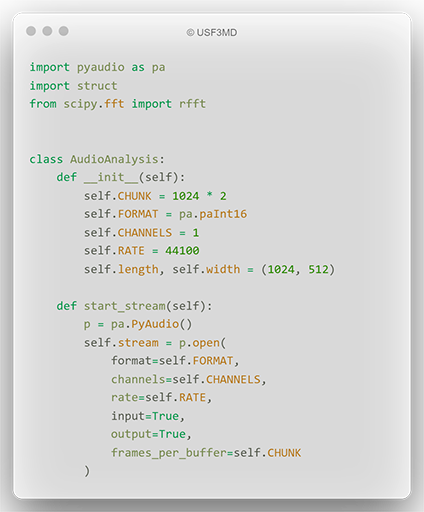 © USF3MD
import pyaudio as pa
import struct
from scipy.fft import rfft
class AudioAnalysis:
    def __init__(self):
        self.CHUNK = 1024 * 2
        self.FORMAT = pa.paInt16
        self.CHANNELS = 1
        self.RATE = 44100
        self.length, self.width = (1024, 512)
    def start_stream(self):
        p = pa.PyAudio()
        self.stream = p.open(
            format=self.FORMAT,
            channels=self.CHANNELS,
            rate=self.RATE,
            input=True,
            output=True,
            frames_per_buffer=self.CHUNK
        )